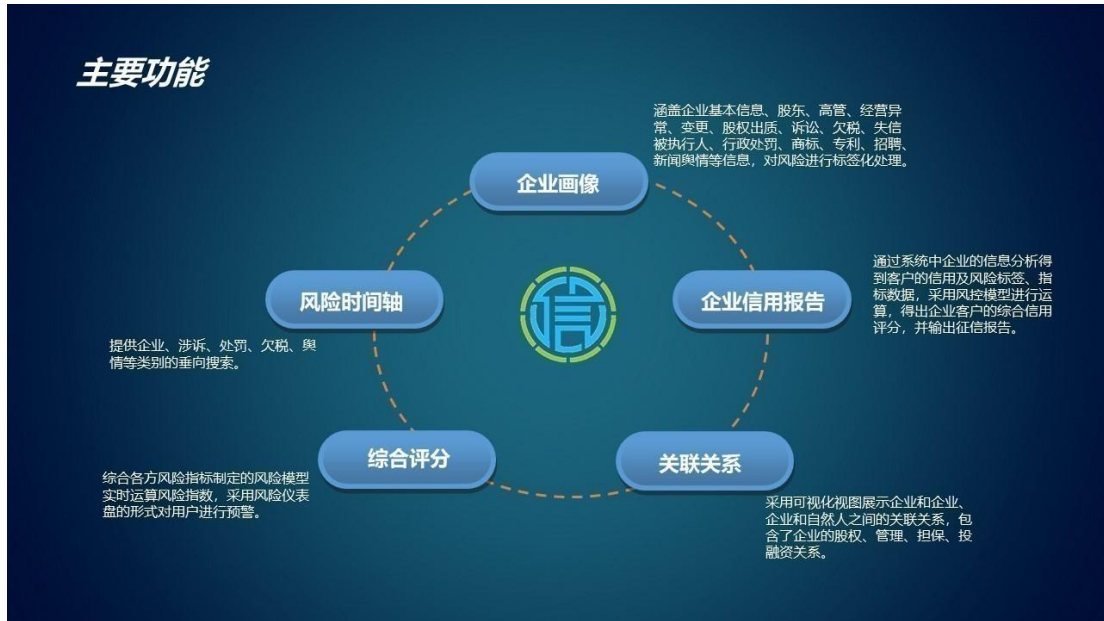 主要功能
涵盖企业基本信息、股东、高管、经营异
常、变更、股权出质、诉讼、欠税、失信
被执行人、行政处罚、商标、专利、招聘、
新闻舆情等信息，对风险进行标签化处理。
企业画像
通过系统中企业的信息分析得
到客户的信用及风险标签、指
标数据，采用风控模型进行运
算，得出企业客户的综合信用
评分，并输出征信报告。
企业信用报告
风险时间轴
信
提供企业、涉诉、处罚、欠税、舆
情等类别的垂向搜索。
综合评分
关联关系
综合各方风险指标制定的风险模型
实时运算风险指数，采用风险仪表
盘的形式对用户进行预警。
采用可视化视图展示企业和企业、
企业和自然人之间的关联关系，包
含了企业的股权、管理、担保、投
融资关系。